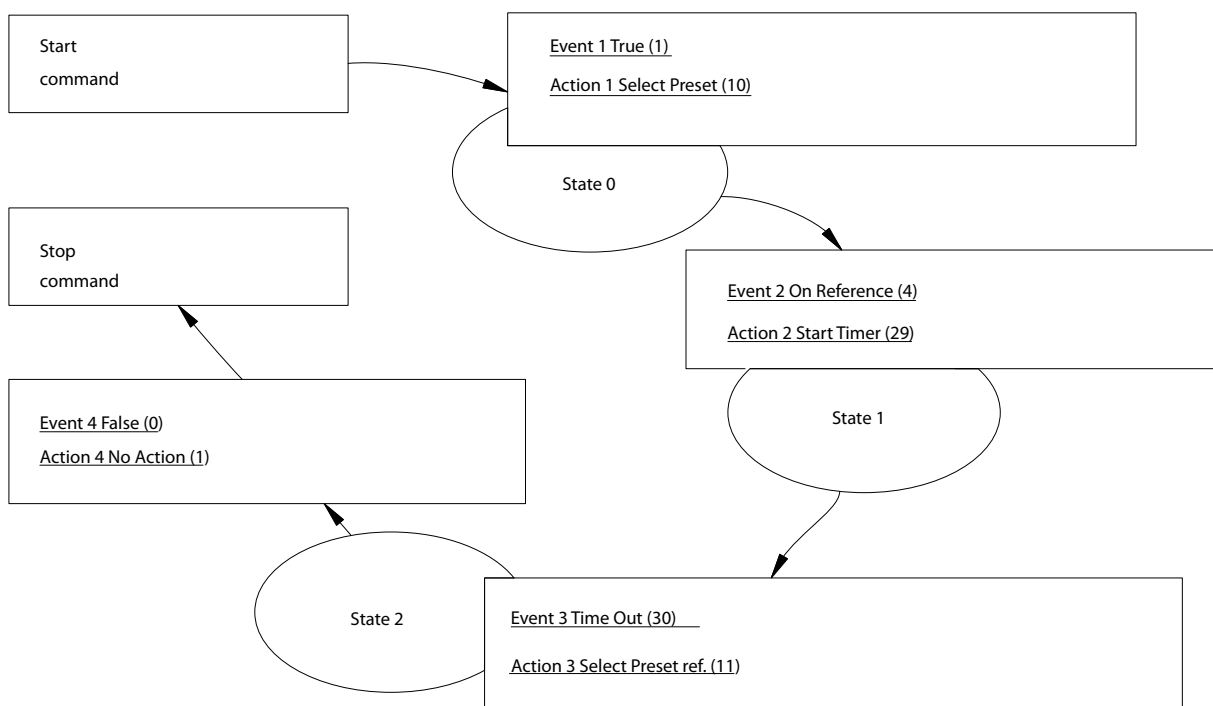 Start
command
Event 1 True (1)
Action 1 Select Preset (10)
State 0
Stop
command
Event 2 On Reference (4)
Action 2 Start Timer (29)
State 1
Event 4 False (0)
Action 4 No Action (1)
State 2
Event 3 Time Out (30)
Action 3 Select Preset ref. (11)